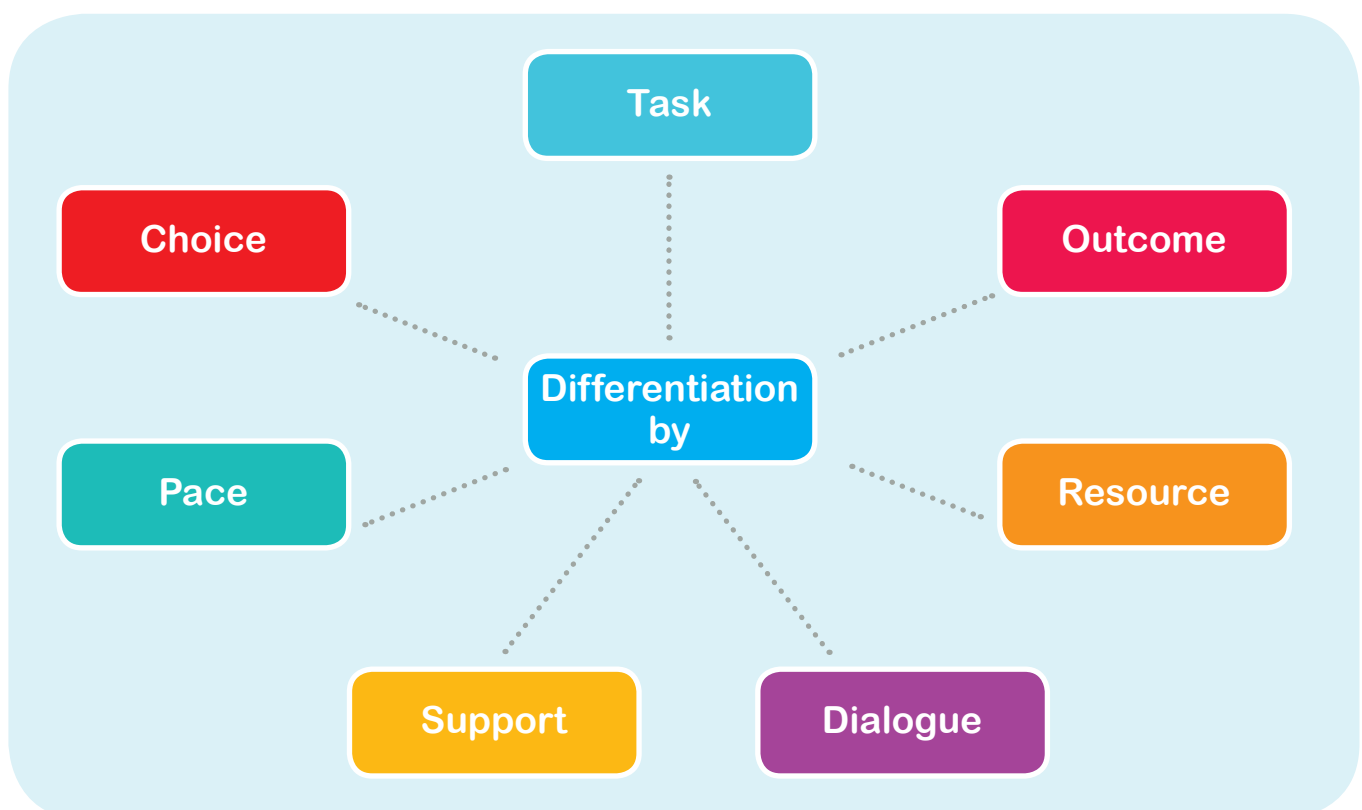 Task
Choice
Outcome
Differentiation
by
Pace
Resource
Support
Dialogue